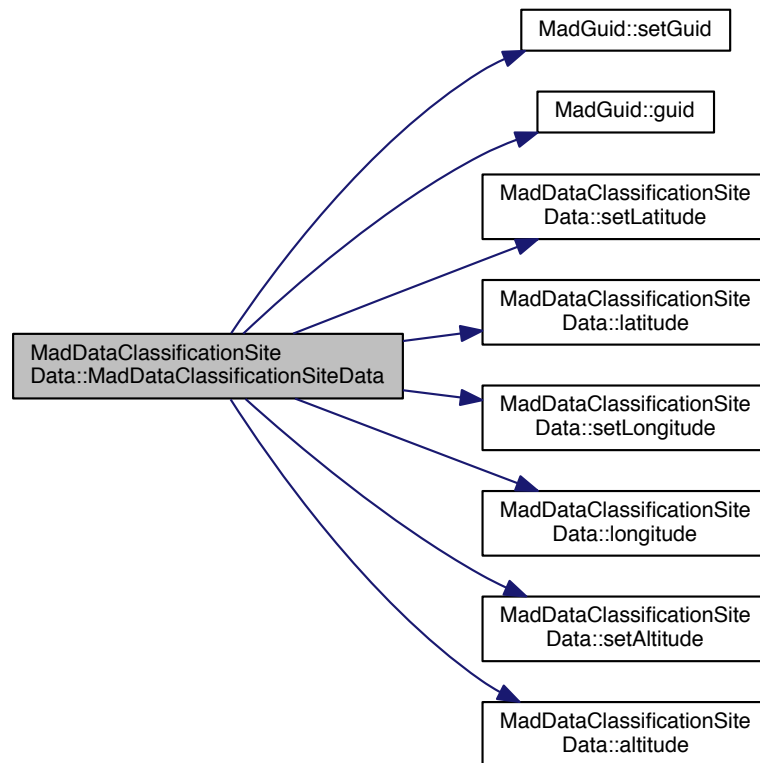 MadGuid::setGuid
MadGuid::guid
MadDataClassificationSite
Data::setLatitude
MadDataClassificationSite
Data::latitude
MadDataClassificationSite
Data::MadDataClassificationSiteData
MadDataClassificationSite
Data::setLongitude
MadDataClassificationSite
Data::longitude
MadDataClassificationSite
Data::setAltitude
MadDataClassificationSite
Data::altitude